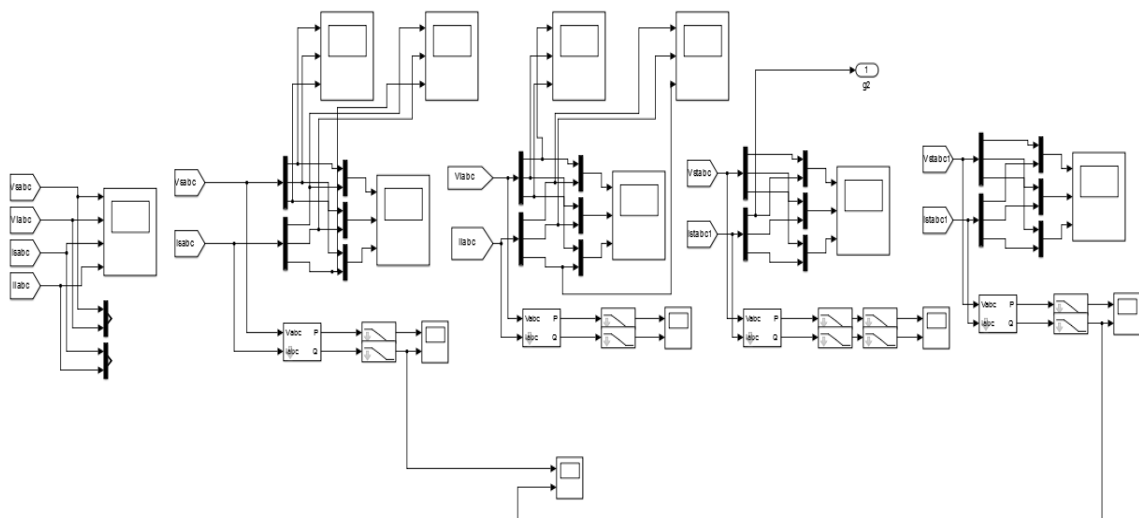 1
g2
Vsabc
Vlabc
Isabc
Ilabc
Vsabc
Isabc
Vlabc
Ilabc
Vstabc
Istabc1
Vstabc1
Istabc1
Vabc P
Iabc Q
Vabc P
Iabc Q
Vabc P
Iabc Q
Vabc P
Iabc Q